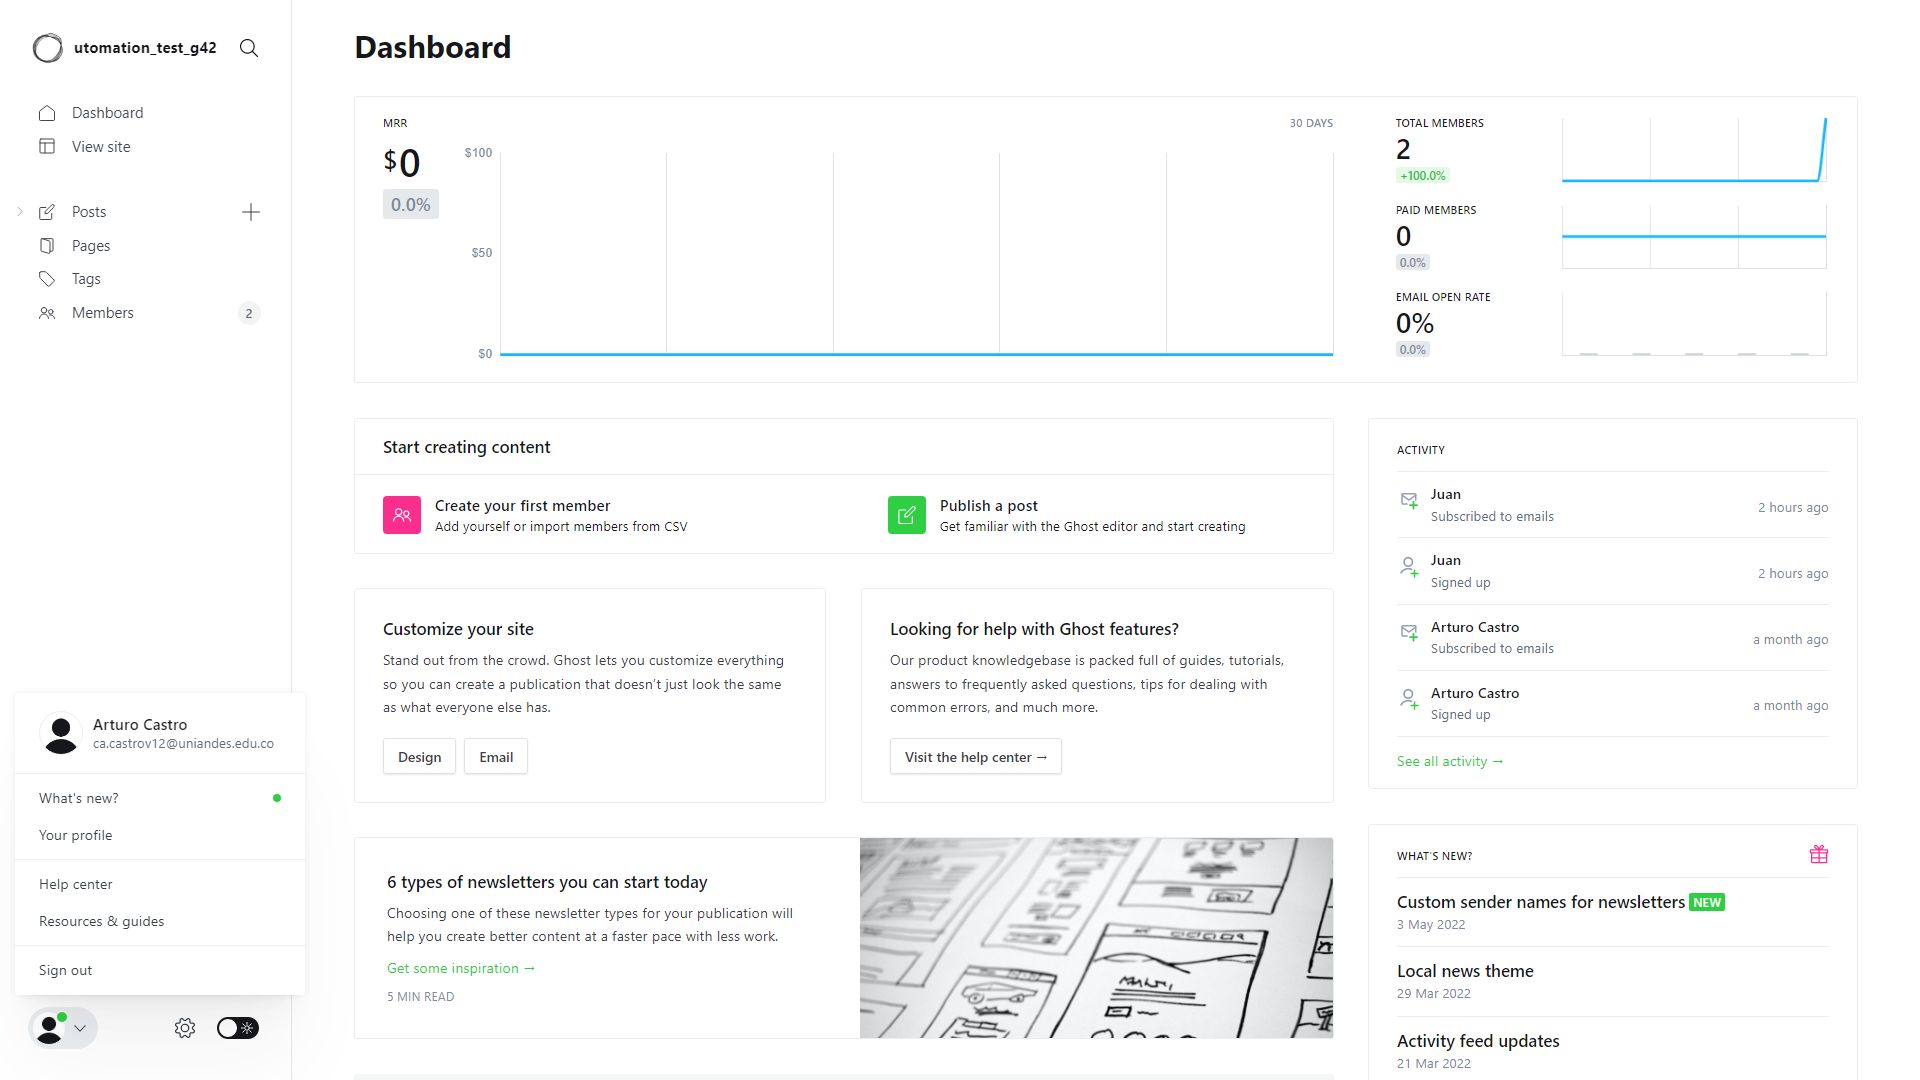 utomation_test_g42
Dashboard
View site
Posts
Pages
Tags
Members
2
Arturo Castro
ca.castrov12@uniandes.edu.co
What's new?
Your profile
Help center
Resources & guides
Sign out
Dashboard
MRR
30 DAYS
$0
0.0%
$100
$50
$0
TOTAL MEMBERS
2
+100.0%
PAID MEMBERS
0
0.0%
EMAIL OPEN RATE
0%
0.0%
Start creating content
Create your first member
Add yourself or import members from CSV
Publish a post
Get familiar with the Ghost editor and start creating
Customize your site
Stand out from the crowd. Ghost lets you customize everything
so you can create a publication that doesn't just look the same
as what everyone else has.
Design
Email
Looking for help with Ghost features?
Our product knowledgebase is packed full of guides, tutorials,
answers to frequently asked questions, tips for dealing with
common errors, and much more.
Visit the help center →
6 types of newsletters you can start today
Choosing one of these newsletter types for your publication will
help you create better content at a faster pace with less work.
Get some inspiration →
5 MIN READ
ACTIVITY
Juan
Subscribed to emails
2 hours ago
Juan
Signed up
2 hours ago
Arturo Castro
Subscribed to emails
a month ago
Arturo Castro
Signed up
a month ago
See all activity →
WHAT'S NEW?
Custom sender names for newsletters NEW
3 May 2022
Local news theme
29 Mar 2022
Activity feed updates
21 Mar 2022